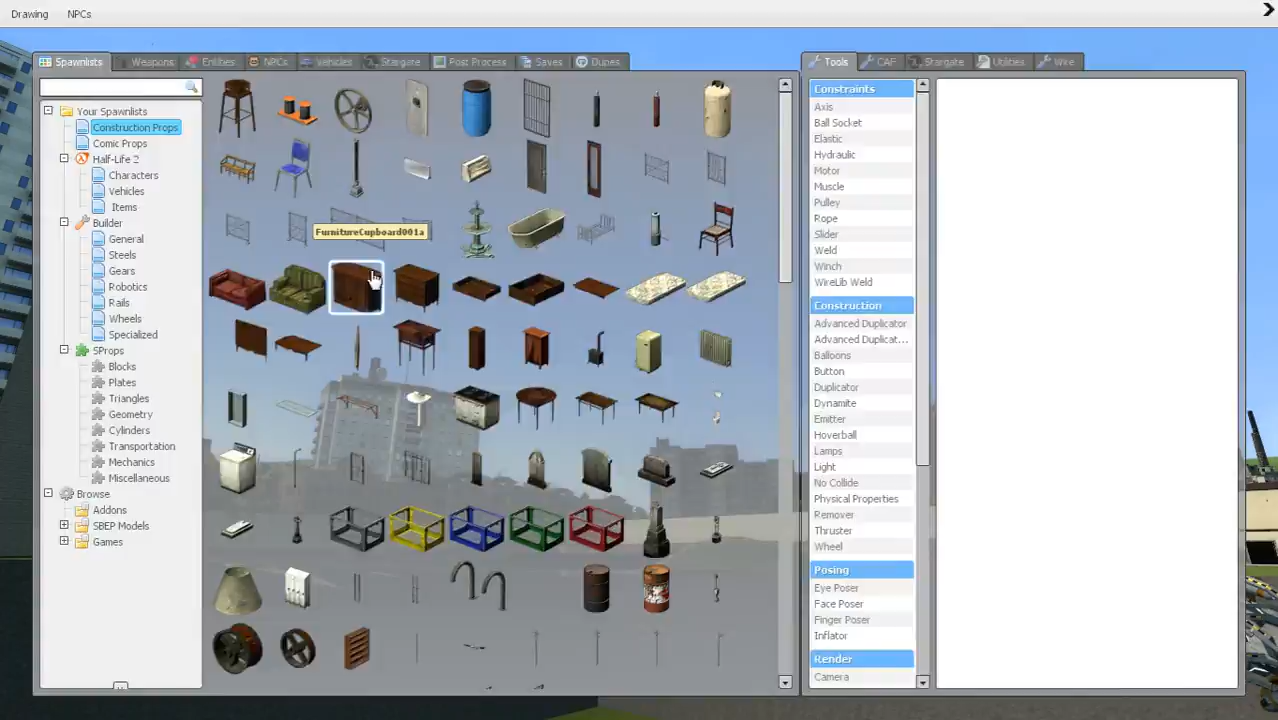 Drawing NPCs
Spawnlists Weapons Entities NPCs Vehicles Stargate Post Process Saves Dupes
Your Spawnlists
Construction Props
Comic Props
Half-Life 2
Characters
Vehicles
Items
Builder
General
Steels
Gears
Robotics
Rails
Wheels
Specialized
SProps
Blocks
Plates
Triangles
Geometry
Cylinders
Transportation
Mechanics
Miscellaneous
Browse
Addons
SBEP Models
Games
FurnitureCupboard001a
Tools CAF Stargate Utilities Wire
Constraints
Axis
Ball Socket
Elastic
Hydraulic
Motor
Muscle
Pulley
Rope
Slider
Weld
Winch
WireLib Weld
Construction
Advanced Duplicator
Advanced Duplicat...
Balloons
Button
Duplicator
Dynamite
Emitter
Hoverball
Lamps
Light
No Collide
Physical Properties
Remover
Thruster
Wheel
Posing
Eye Poser
Face Poser
Finger Poser
Inflator
Render
Camera